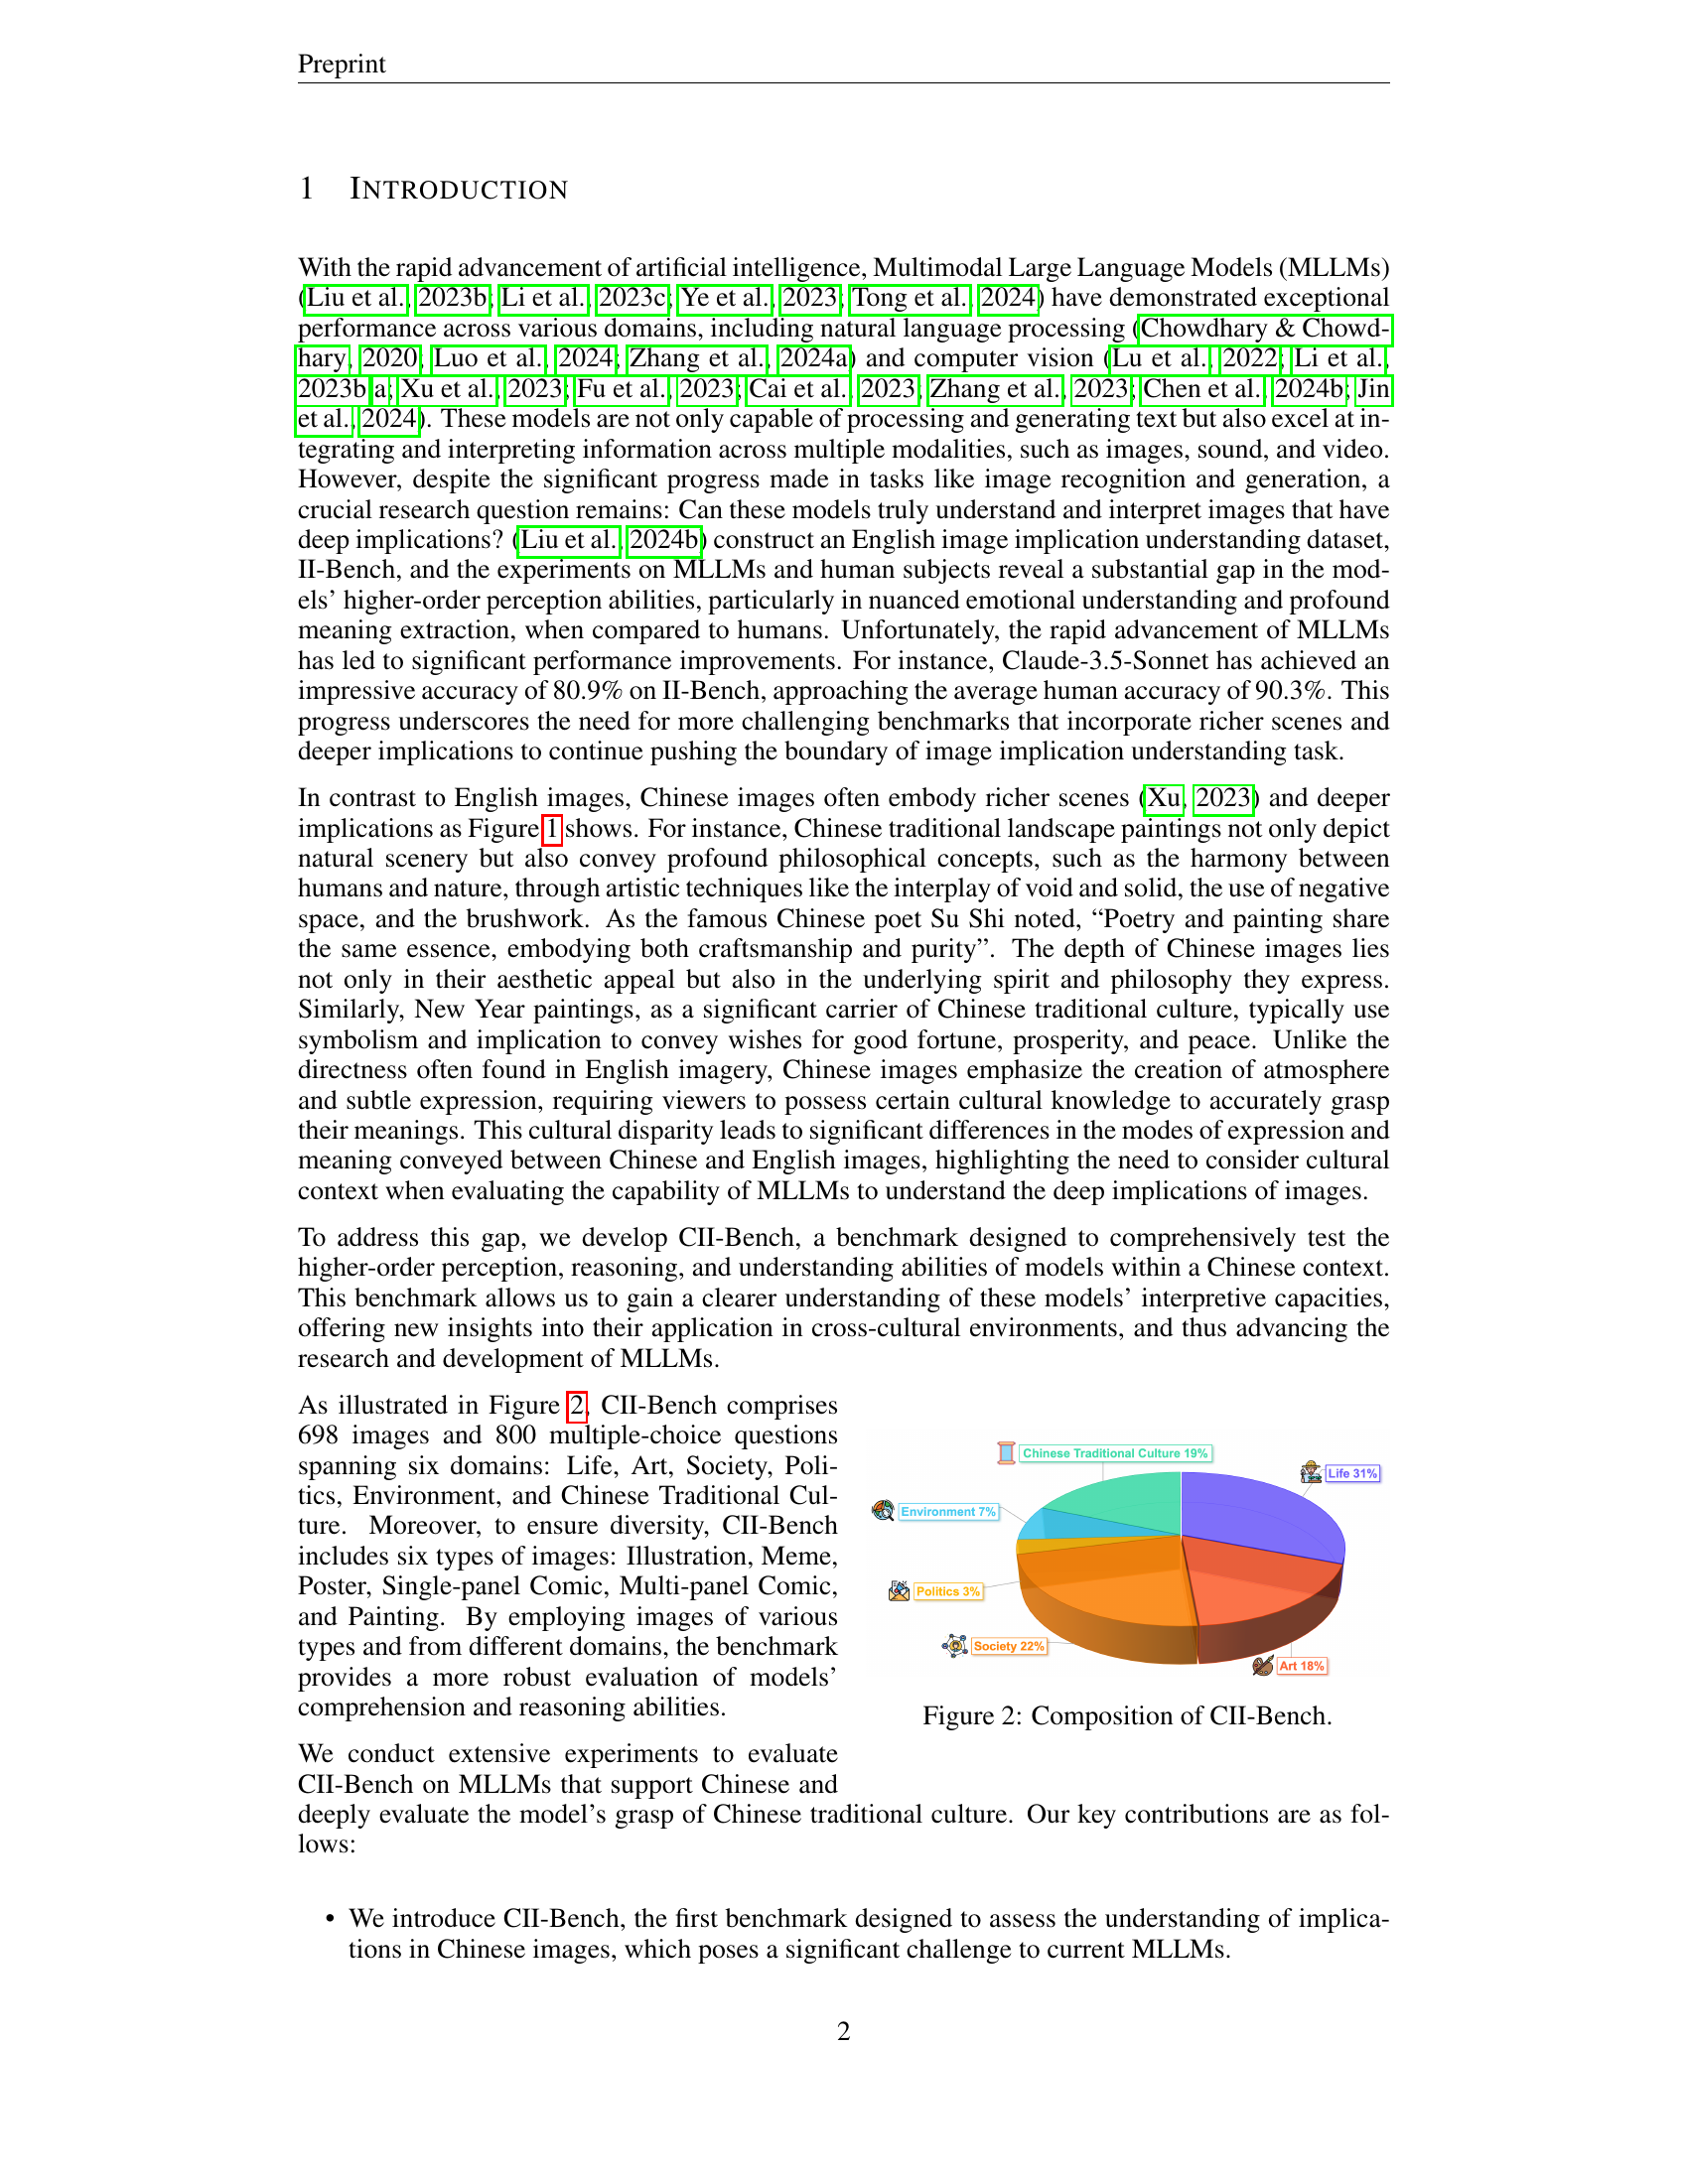 Preprint
1 INTRODUCTION
With the rapid advancement of artificial intelligence, Multimodal Large Language Models (MLLMs)
(Liu et al., 2023b; Li et al., 2023c; Ye et al., 2023; Tong et al., 2024) have demonstrated exceptional
performance across various domains, including natural language processing (Chowdhary & Chowd-
hary, 2020; Luo et al., 2024; Zhang et al., 2024a) and computer vision (Lu et al., 2022; Li et al.,
2023b;a; Xu et al., 2023; Fu et al., 2023; Cai et al., 2023; Zhang et al., 2023; Chen et al., 2024b; Jin
et al., 2024). These models are not only capable of processing and generating text but also excel at in-
tegrating and interpreting information across multiple modalities, such as images, sound, and video.
However, despite the significant progress made in tasks like image recognition and generation, a
crucial research question remains: Can these models truly understand and interpret images that have
deep implications? (Liu et al., 2024b) construct an English image implication understanding dataset,
II-Bench, and the experiments on MLLMs and human subjects reveal a substantial gap in the mod-
els' higher-order perception abilities, particularly in nuanced emotional understanding and profound
meaning extraction, when compared to humans. Unfortunately, the rapid advancement of MLLMs
has led to significant performance improvements. For instance, Claude-3.5-Sonnet has achieved an
impressive accuracy of 80.9% on II-Bench, approaching the average human accuracy of 90.3%. This
progress underscores the need for more challenging benchmarks that incorporate richer scenes and
deeper implications to continue pushing the boundary of image implication understanding task.
In contrast to English images, Chinese images often embody richer scenes (Xu, 2023) and deeper
implications as Figure 1 shows. For instance, Chinese traditional landscape paintings not only depict
natural scenery but also convey profound philosophical concepts, such as the harmony between
humans and nature, through artistic techniques like the interplay of void and solid, the use of negative
space, and the brushwork. As the famous Chinese poet Su Shi noted, “Poetry and painting share
the same essence, embodying both craftsmanship and purity”. The depth of Chinese images lies
not only in their aesthetic appeal but also in the underlying spirit and philosophy they express.
Similarly, New Year paintings, as a significant carrier of Chinese traditional culture, typically use
symbolism and implication to convey wishes for good fortune, prosperity, and peace. Unlike the
directness often found in English imagery, Chinese images emphasize the creation of atmosphere
and subtle expression, requiring viewers to possess certain cultural knowledge to accurately grasp
their meanings. This cultural disparity leads to significant differences in the modes of expression and
meaning conveyed between Chinese and English images, highlighting the need to consider cultural
context when evaluating the capability of MLLMs to understand the deep implications of images.
To address this gap, we develop CII-Bench, a benchmark designed to comprehensively test the
higher-order perception, reasoning, and understanding abilities of models within a Chinese context.
This benchmark allows us to gain a clearer understanding of these models' interpretive capacities,
offering new insights into their application in cross-cultural environments, and thus advancing the
research and development of MLLMs.
As illustrated in Figure 2, CII-Bench comprises
698 images and 800 multiple-choice questions
spanning six domains: Life, Art, Society, Poli-
tics, Environment, and Chinese Traditional Cul-
ture. Moreover, to ensure diversity, CII-Bench
includes six types of images: Illustration, Meme,
Poster, Single-panel Comic, Multi-panel Comic,
and Painting. By employing images of various
types and from different domains, the benchmark
provides a more robust evaluation of models'
comprehension and reasoning abilities.
Chinese Traditional Culture 19%
Life 31%
Environment 7%
Politics 3%
Society 22%
Art 18%
Figure 2: Composition of CII-Bench.
We conduct extensive experiments to evaluate
CII-Bench on MLLMs that support Chinese and
deeply evaluate the model's grasp of Chinese traditional culture. Our key contributions are as fol-
lows:
• We introduce CII-Bench, the first benchmark designed to assess the understanding of implica-
tions in Chinese images, which poses a significant challenge to current MLLMs.
2